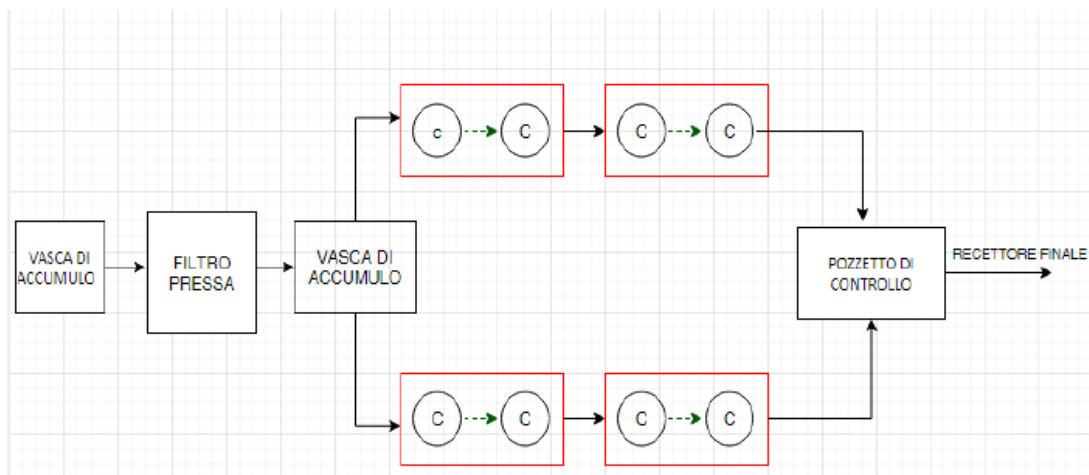 VASCA DI
ACCUMULO
FILTRO
PRESSA
VASCA DI
ACCUMULO
c
C
C
C
C
C
C
C
POZZETTO DI
CONTROLLO
RECETTORE FINALE